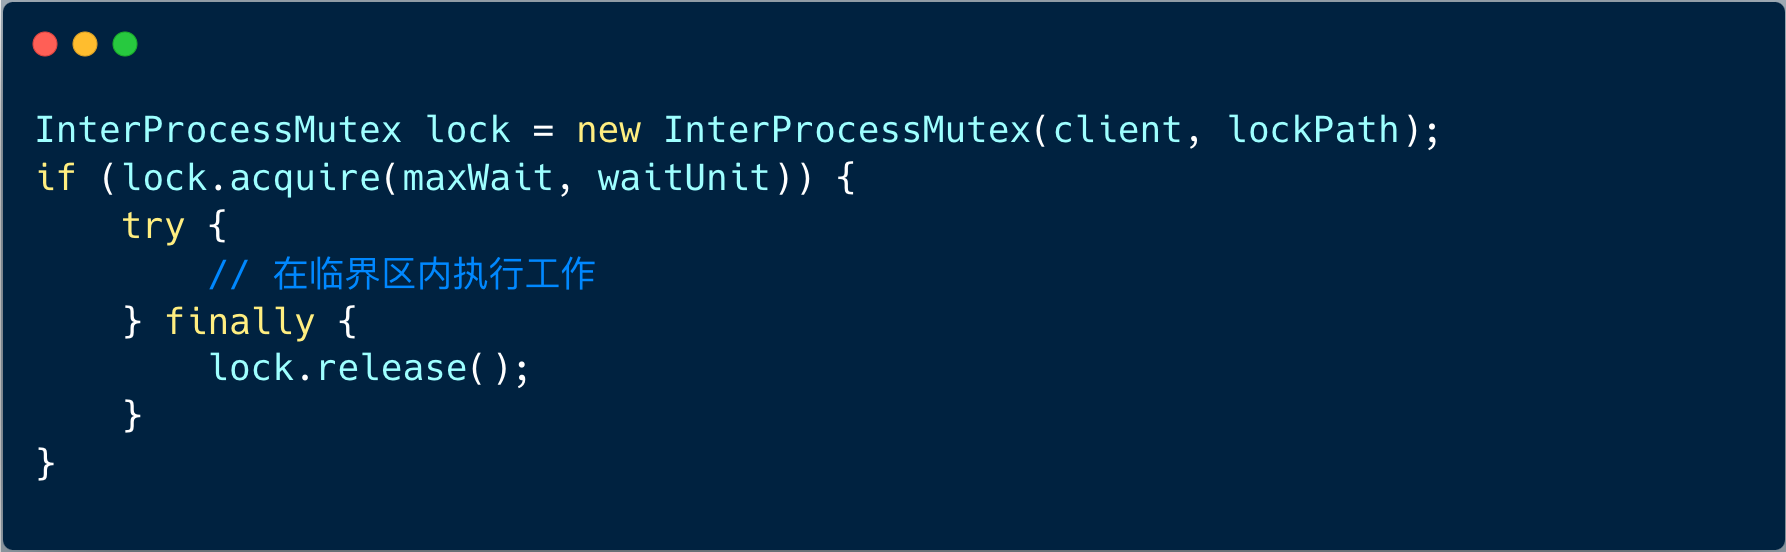 InterProcessMutex lock = new InterProcessMutex(client, lockPath);
if (lock.acquire(maxWait, waitUnit)) {
    try {
        // 在临界区内执行工作
    } finally {
        lock.release();
    }
}